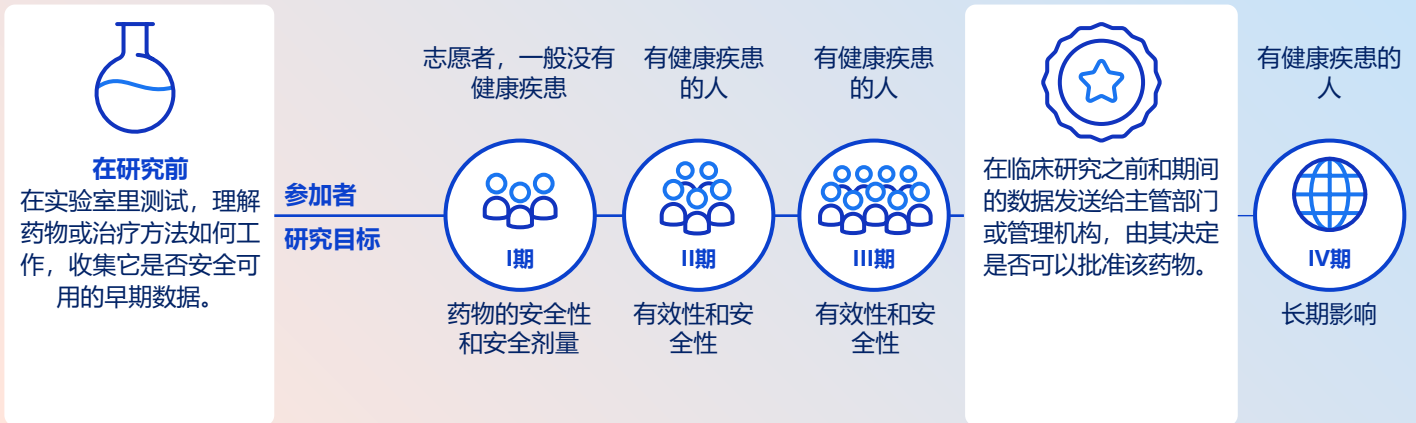 在研究前
在实验室里测试，理解
药物或治疗方法如何工
作，收集它是否安全可
用的早期数据。
参加者
研究目标
志愿者，一般没有
健康疾患
I期
药物的安全性
和安全剂量
有健康疾患
的人
II期
有效性和安
全性
有健康疾患
的人
III期
有效性和安
全性
在临床研究之前和期间
的数据发送给主管部门
或管理机构，由其决定
是否可以批准该药物。
有健康疾患的
人
IV期
长期影响